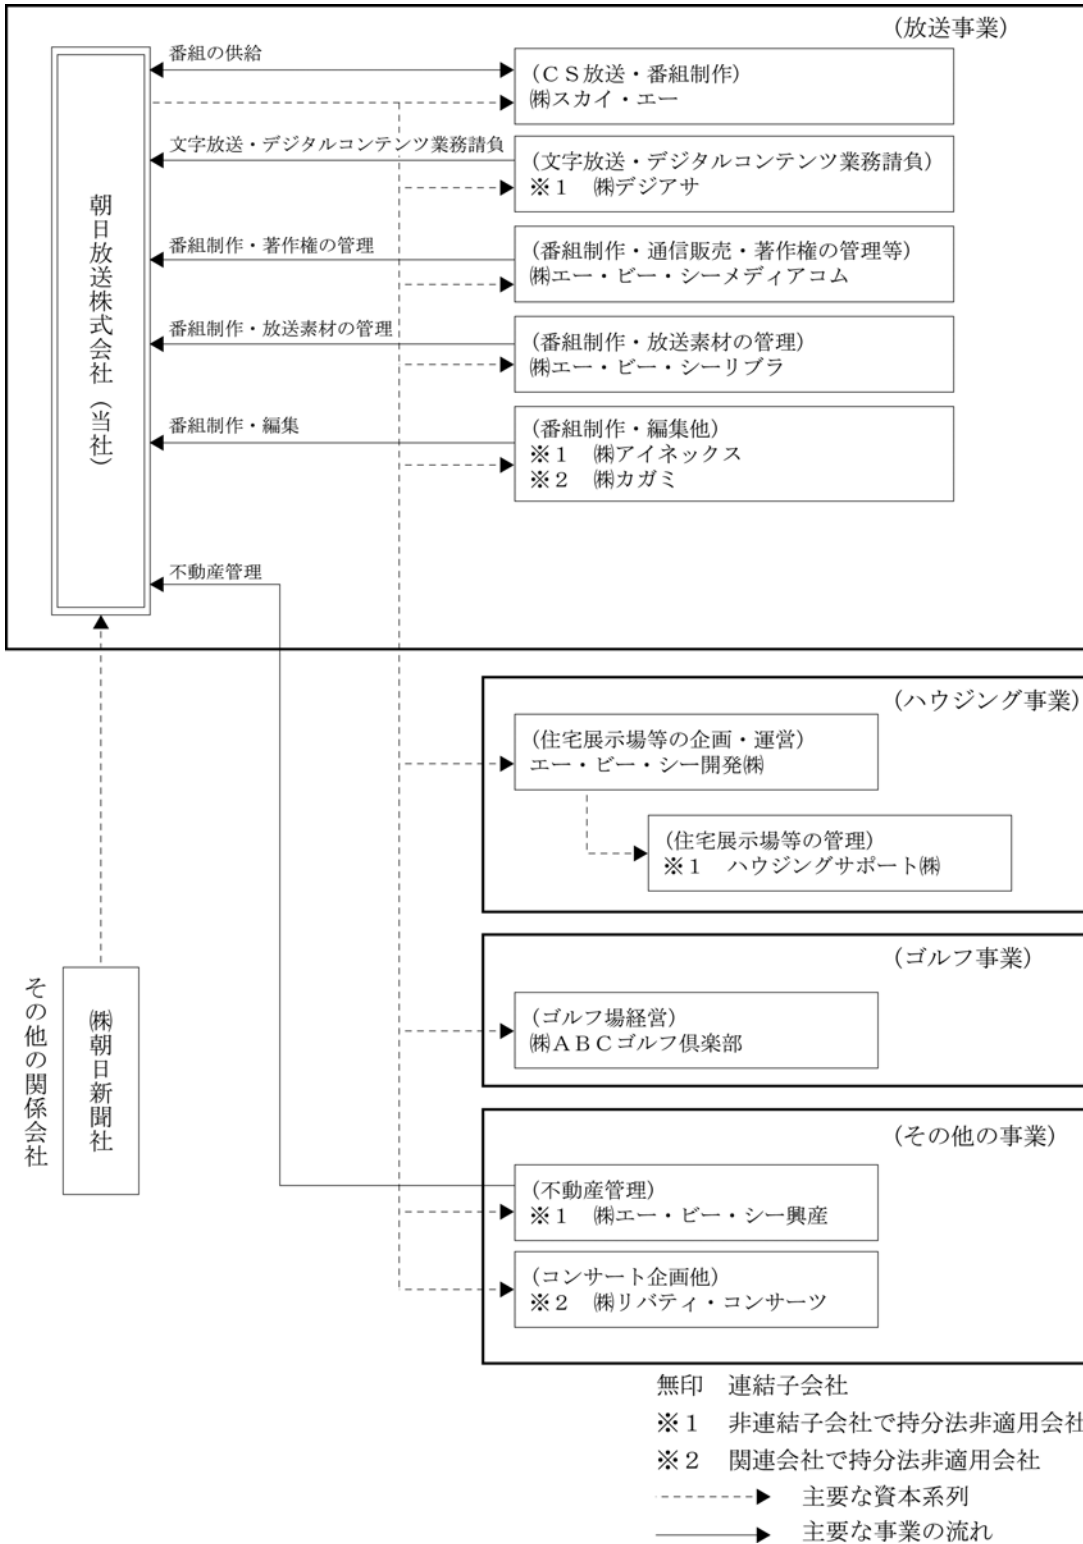 (放送事業)
番組の供給
(ＣＳ放送・番組制作)
㈱スカイ・エー
文字放送・デジタルコンテンツ業務請負
(文字放送・デジタルコンテンツ業務請負)
※１　㈱デジアサ
朝日放送株式会社（当社）
番組制作・著作権の管理
(番組制作・通信販売・著作権の管理等)
㈱エー・ビー・シーメディアコム
番組制作・放送素材の管理
(番組制作・放送素材の管理)
㈱エー・ビー・シーリブラ
番組制作・編集
(番組制作・編集他)
※１　㈱アイネックス
※２　㈱カガミ
不動産管理
(ハウジング事業)
(住宅展示場等の企画・運営)
エー・ビー・シー開発㈱
(住宅展示場等の管理)
※１　ハウジングサポート㈱
(ゴルフ事業)
(ゴルフ場経営)
㈱ＡＢＣゴルフ倶楽部
その他の関係会社
㈱朝日新聞社
(その他の事業)
(不動産管理)
※１　㈱エー・ビー・シー興産
(コンサート企画他)
※２　㈱リバティ・コンサーツ
無印　連結子会社
※１　非連結子会社で持分法非適用会社
※２　関連会社で持分法非適用会社
主要な資本系列
主要な事業の流れ